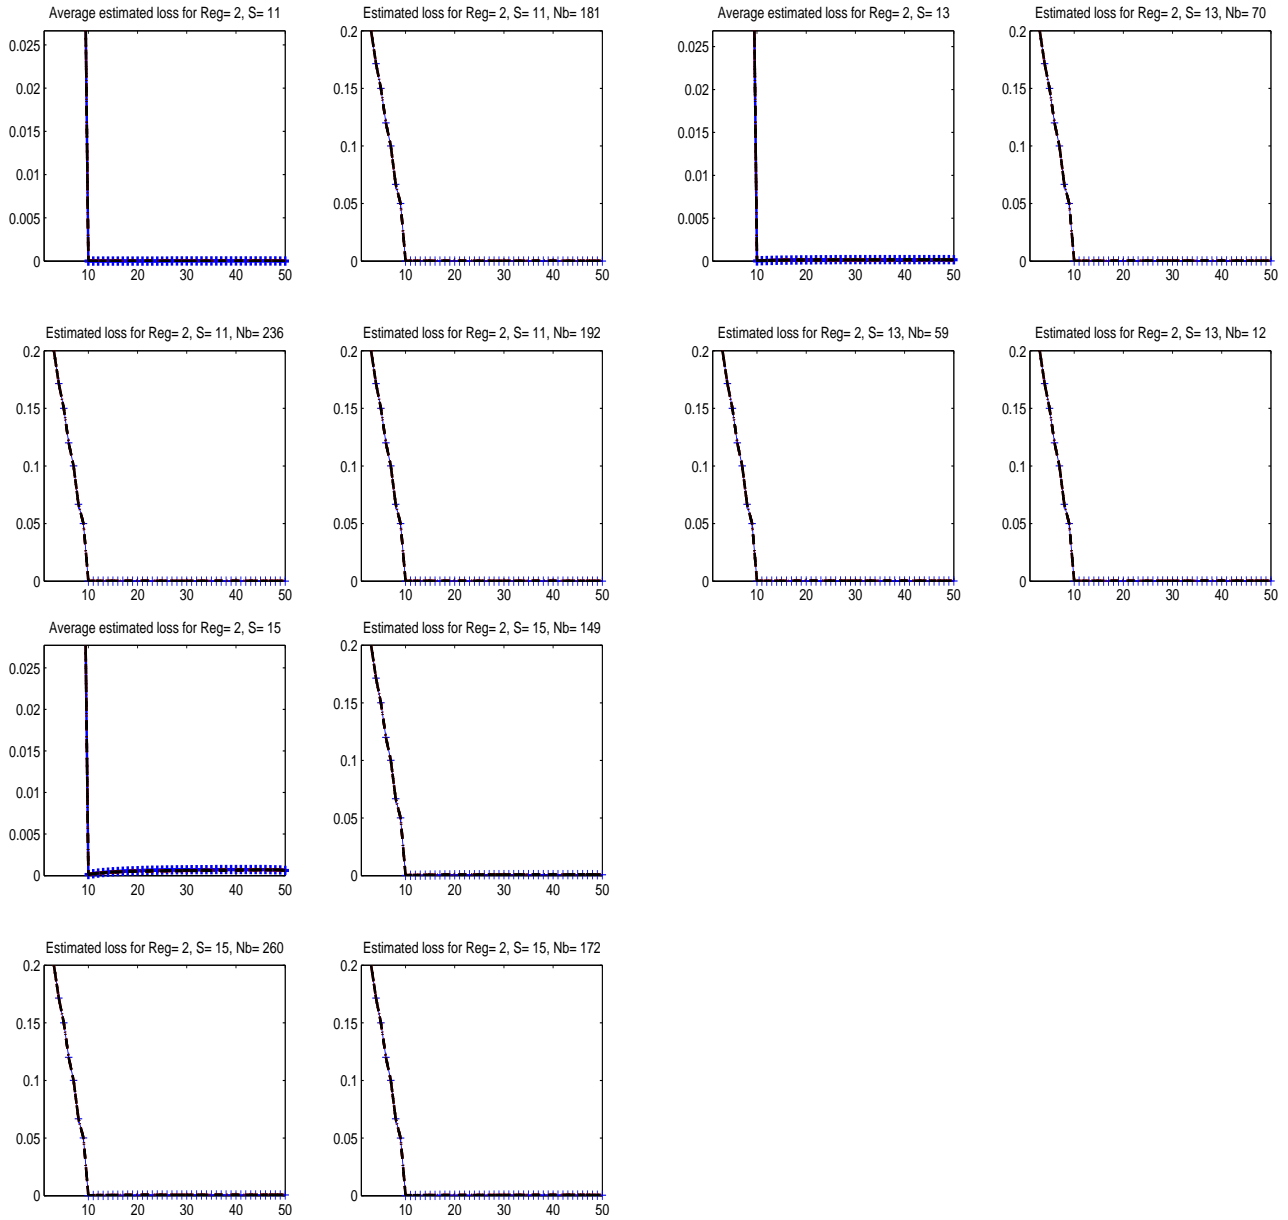 Average estimated loss for Reg= 2, S= 11
0.025
0.02
0.015
0.01
0.005
0
10 20 30 40 50
Estimated loss for Reg= 2, S= 11, Nb= 181
0.2
0.15
0.1
0.05
0
10 20 30 40 50
Average estimated loss for Reg= 2, S= 13
0.025
0.02
0.015
0.01
0.005
0
10 20 30 40 50
Estimated loss for Reg= 2, S= 13, Nb= 70
0.2
0.15
0.1
0.05
0
10 20 30 40 50
Estimated loss for Reg= 2, S= 11, Nb= 236
0.2
0.15
0.1
0.05
0
10 20 30 40 50
Estimated loss for Reg= 2, S= 11, Nb= 192
0.2
0.15
0.1
0.05
0
10 20 30 40 50
Estimated loss for Reg= 2, S= 13, Nb= 59
0.2
0.15
0.1
0.05
0
10 20 30 40 50
Estimated loss for Reg= 2, S= 13, Nb= 12
0.2
0.15
0.1
0.05
0
10 20 30 40 50
Average estimated loss for Reg= 2, S= 15
0.025
0.02
0.015
0.01
0.005
0
10 20 30 40 50
Estimated loss for Reg= 2, S= 15, Nb= 149
0.2
0.15
0.1
0.05
0
10 20 30 40 50
Estimated loss for Reg= 2, S= 15, Nb= 260
0.2
0.15
0.1
0.05
0
10 20 30 40 50
Estimated loss for Reg= 2, S= 15, Nb= 172
0.2
0.15
0.1
0.05
0
10 20 30 40 50